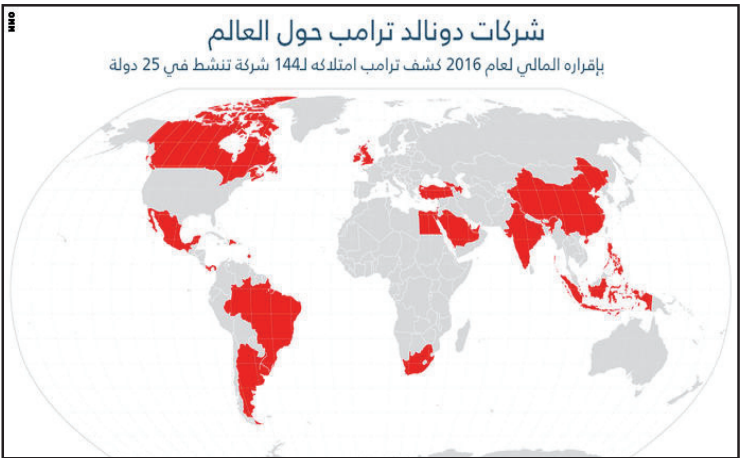 شركات دونالد ترامب حول العالم
بإقراره المالي لعام 2016 كشف ترامب امتلاكه لـ144 شركة تنشط في 25 دولة